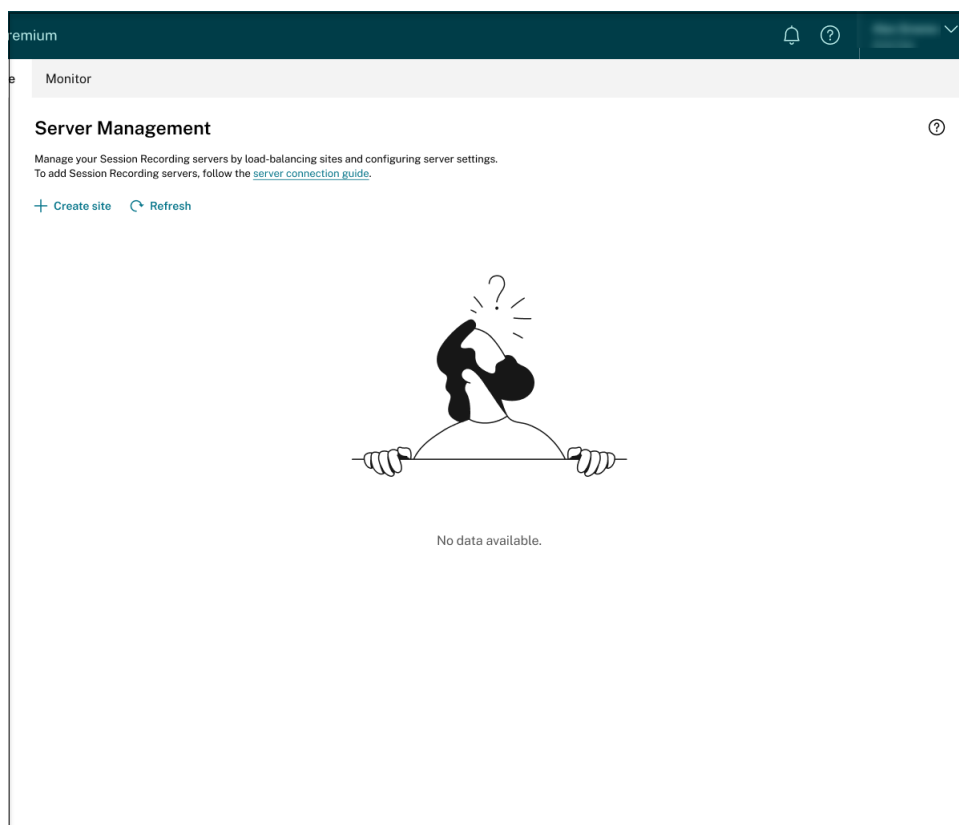 remium
e Monitor
Server Management
Manage your Session Recording servers by load-balancing sites and configuring server settings.
To add Session Recording servers, follow the server connection guide.
+ Create site Refresh
?
No data available.